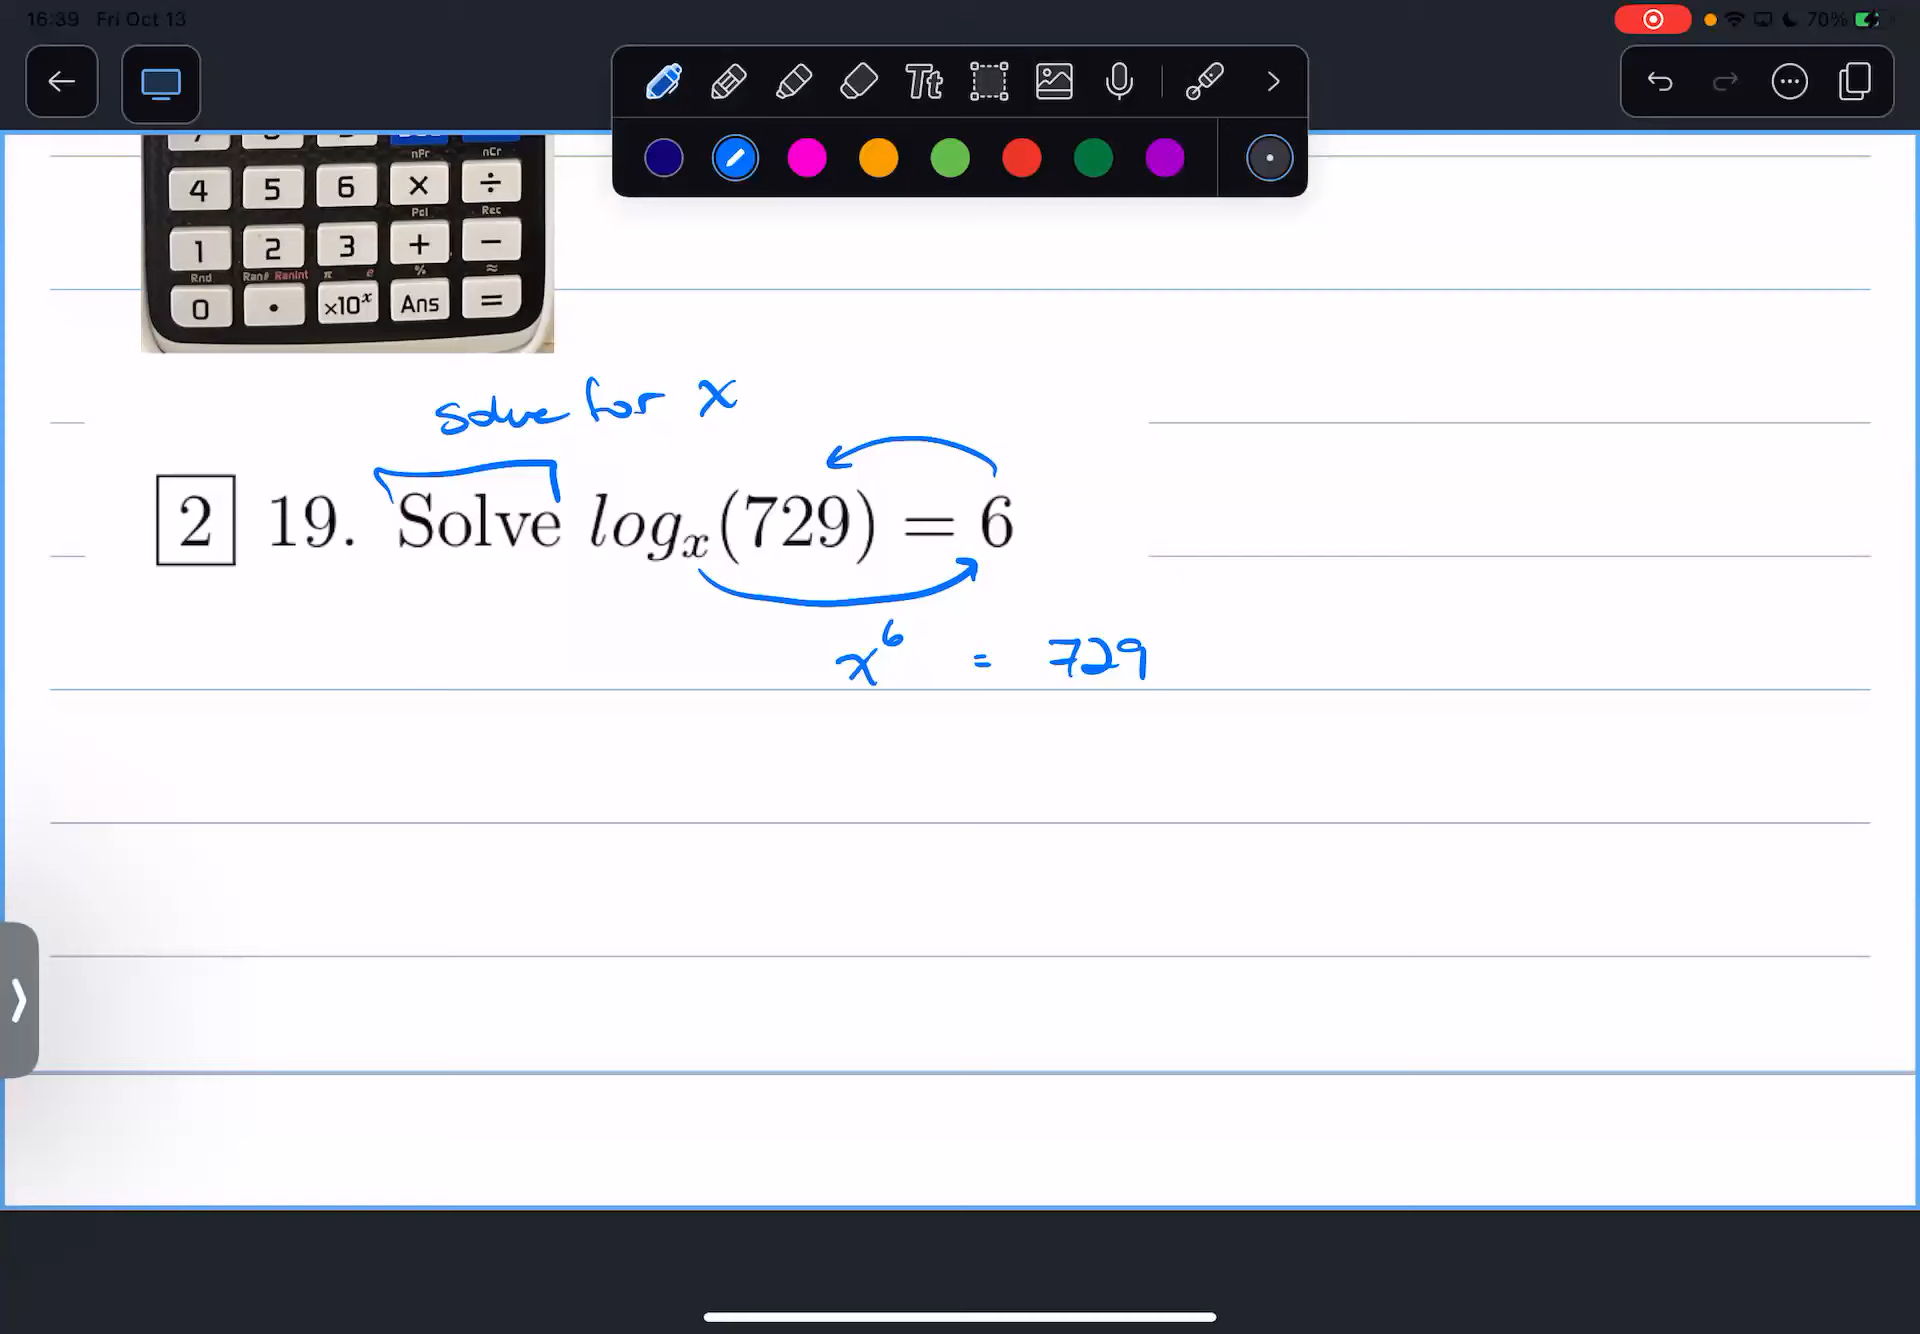 16:39 Fri Oct 13
70%
Tt
nPr nCr
4 5 6 × ÷
Pol Rec
1 2 3 + −
Rnd Ran# RanInt π e % ≈
0 • ×10ˣ Ans =
solve for x
2 19. Solve logₓ(729) = 6
x⁶ = 729